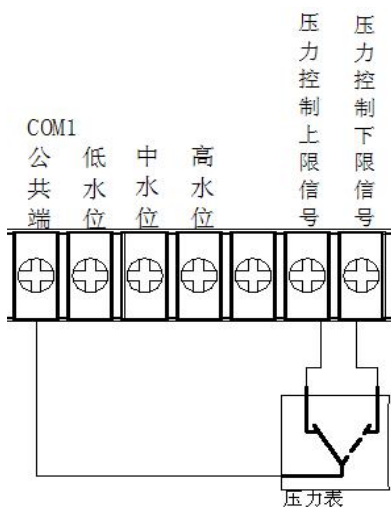 COM1
公共端
低水位
中水位
高水位
压力控制上限信号
压力控制下限信号
压力表